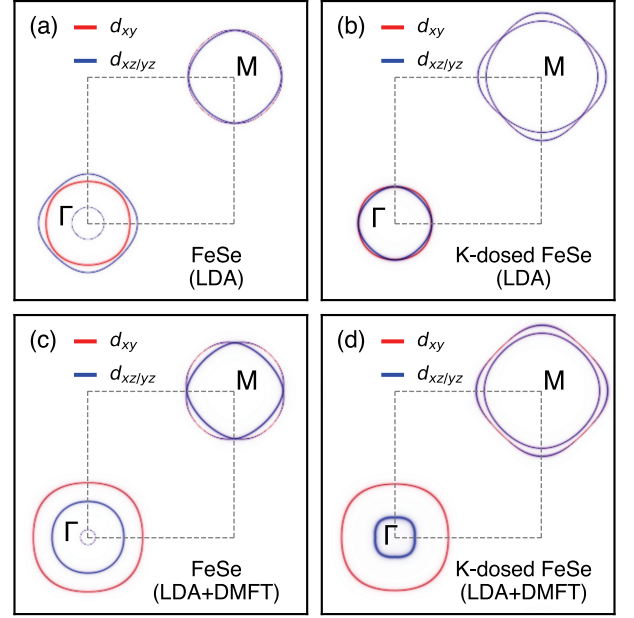 (a)
d_xy
d_xz/yz
M
Γ
FeSe
(LDA)
(b)
d_xy
d_xz/yz
M
Γ
K-dosed FeSe
(LDA)
(c)
d_xy
d_xz/yz
M
Γ
FeSe
(LDA+DMFT)
(d)
d_xy
d_xz/yz
M
Γ
K-dosed FeSe
(LDA+DMFT)